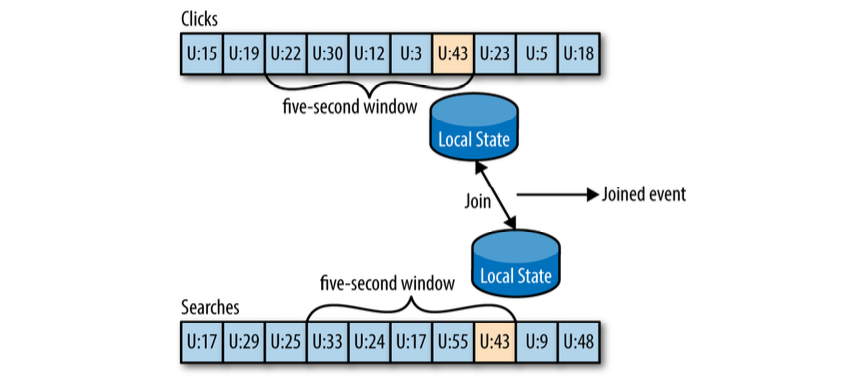 Clicks
U:15 U:19 U:22 U:30 U:12 U:3 U:43 U:23 U:5 U:18
five-second window
Local State
Join
Joined event
Local State
five-second window
Searches
U:17 U:29 U:25 U:33 U:24 U:17 U:55 U:43 U:9 U:48